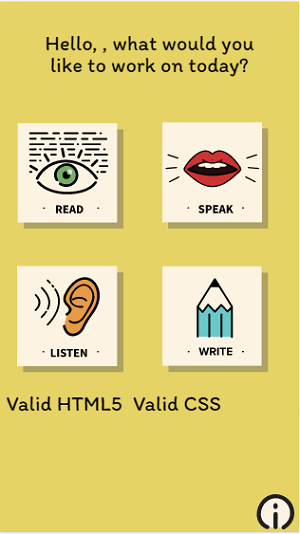 Hello, , what would you
like to work on today?
· READ ·
· SPEAK ·
· LISTEN ·
· WRITE ·
Valid HTML5 Valid CSS
i